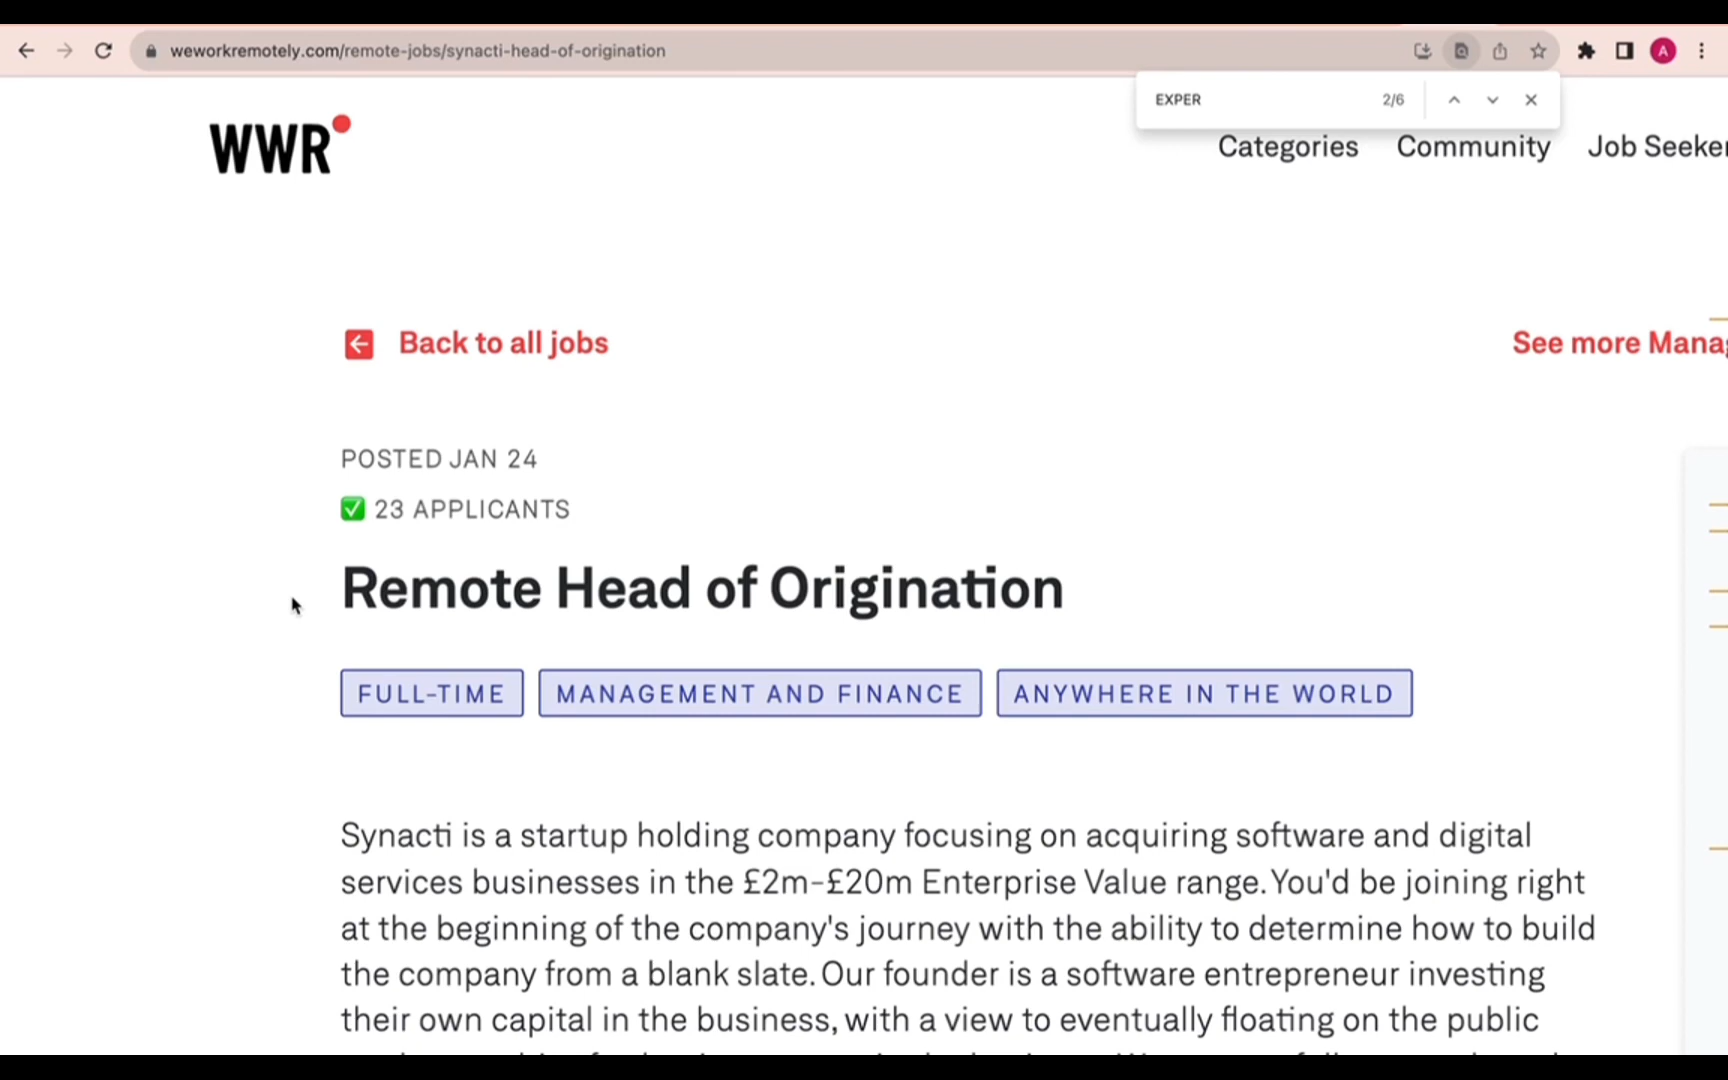 weworkremotely.com/remote-jobs/synacti-head-of-origination
A
EXPER 2/6
WWR
Categories Community Job Seeker
Back to all jobs
See more Mana
POSTED JAN 24
23 APPLICANTS
Remote Head of Origination
FULL-TIME MANAGEMENT AND FINANCE ANYWHERE IN THE WORLD
Synacti is a startup holding company focusing on acquiring software and digital
services businesses in the £2m-£20m Enterprise Value range. You'd be joining right
at the beginning of the company's journey with the ability to determine how to build
the company from a blank slate. Our founder is a software entrepreneur investing
their own capital in the business, with a view to eventually floating on the public